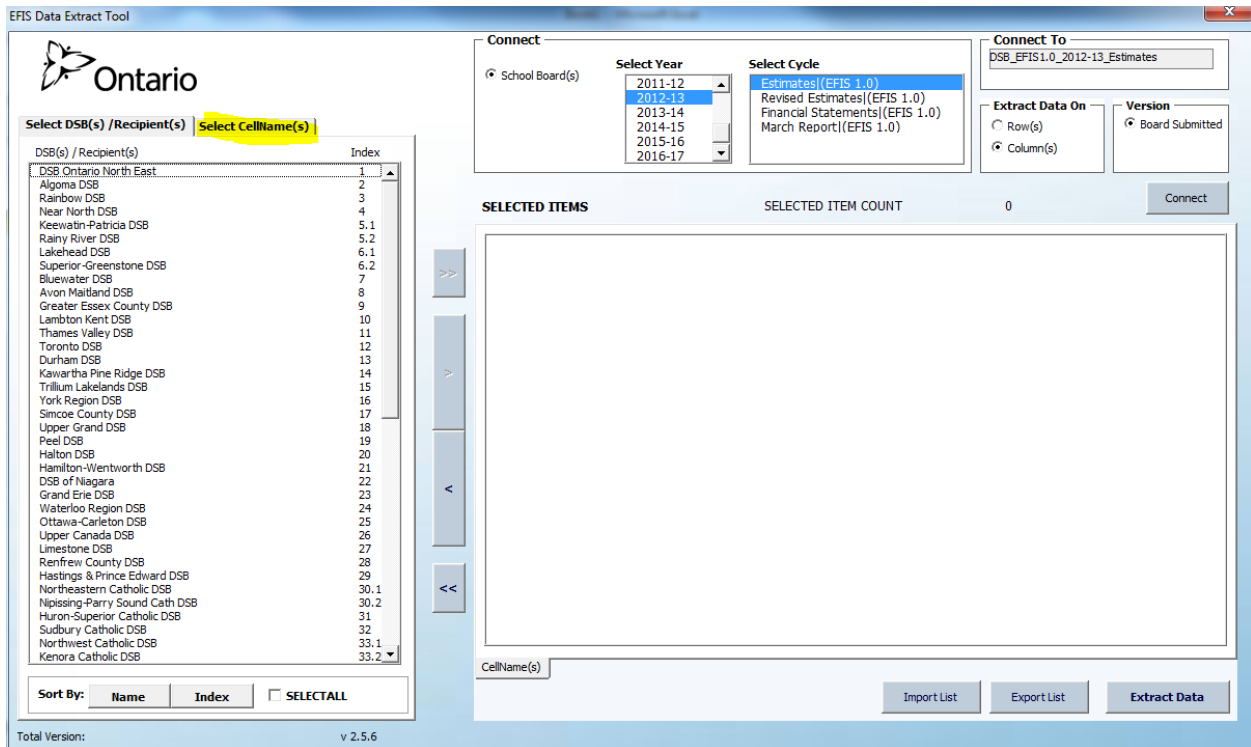 EFIS Data Extract Tool
Ontario
Connect
School Board(s)
Select Year
2011-12
2012-13
2013-14
2014-15
2015-16
2016-17
Select Cycle
Estimates|(EFIS 1.0)
Revised Estimates|(EFIS 1.0)
Financial Statements|(EFIS 1.0)
March Report|(EFIS 1.0)
Connect To
DSB_EFIS1.0_2012-13_Estimates
Extract Data On
Row(s)
Column(s)
Version
Board Submitted
Connect
Select DSB(s) /Recipient(s) Select CellName(s)
DSB(s) / Recipient(s) Index
DSB Ontario North East 1
Algoma DSB 2
Rainbow DSB 3
Near North DSB 4
Keewatin-Patricia DSB 5.1
Rainy River DSB 5.2
Lakehead DSB 6.1
Superior-Greenstone DSB 6.2
Bluewater DSB 7
Avon Maitland DSB 8
Greater Essex County DSB 9
Lambton Kent DSB 10
Thames Valley DSB 11
Toronto DSB 12
Durham DSB 13
Kawartha Pine Ridge DSB 14
Trillium Lakelands DSB 15
York Region DSB 16
Simcoe County DSB 17
Upper Grand DSB 18
Peel DSB 19
Halton DSB 20
Hamilton-Wentworth DSB 21
DSB of Niagara 22
Grand Erie DSB 23
Waterloo Region DSB 24
Ottawa-Carleton DSB 25
Upper Canada DSB 26
Limestone DSB 27
Renfrew County DSB 28
Hastings & Prince Edward DSB 29
Northeastern Catholic DSB 30.1
Nipissing-Parry Sound Cath DSB 30.2
Huron-Superior Catholic DSB 31
Sudbury Catholic DSB 32
Northwest Catholic DSB 33.1
Kenora Catholic DSB 33.2
Sort By: Name Index SELECTALL
Total Version: v 2.5.6
>>
>
<
<<
SELECTED ITEMS SELECTED ITEM COUNT 0
CellName(s)
Import List Export List Extract Data